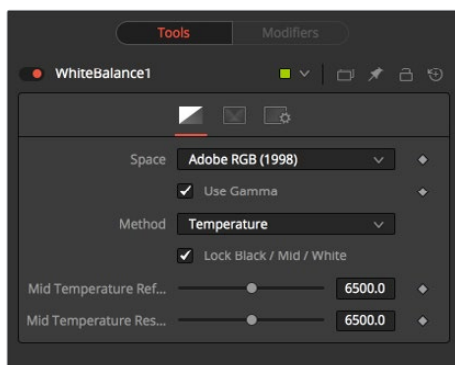 Tools Modifiers
WhiteBalance1
Space Adobe RGB (1998)
Use Gamma
Method Temperature
Lock Black / Mid / White
Mid Temperature Ref... 6500.0
Mid Temperature Res... 6500.0